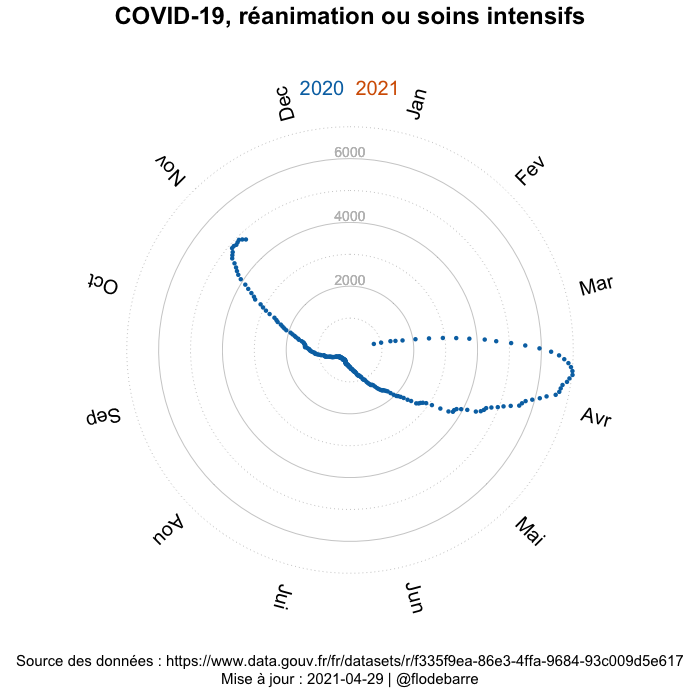 COVID-19, réanimation ou soins intensifs
2020 2021
Dec
Jan
Nov
Fev
6000
4000
2000
Oct
Mar
Sep
Avr
Aou
Mai
Jui
Jun
Source des données : https://www.data.gouv.fr/fr/datasets/r/f335f9ea-86e3-4ffa-9684-93c009d5e617
Mise à jour : 2021-04-29 | @flodebarre